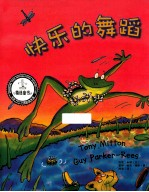 快乐的舞蹈
Tony Mitton
Guy Parker-Rees